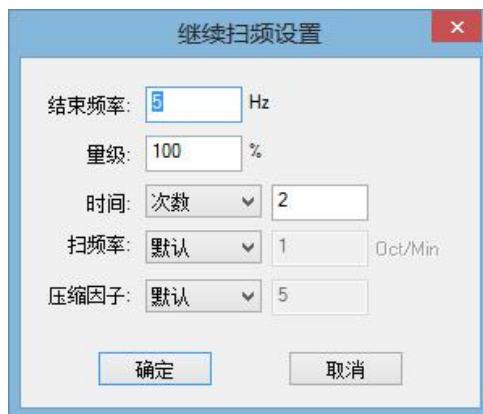 继续扫频设置
结束频率: 5 Hz
量级: 100 %
时间: 次数 2
扫频率: 默认 1 Oct/Min
压缩因子: 默认 5
确定 取消